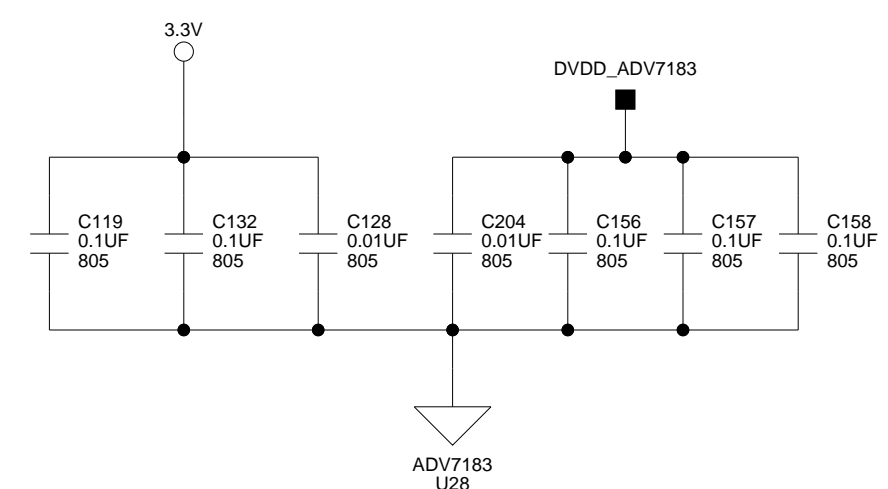 3.3V
DVDD_ADV7183
C119
0.1UF
805
C132
0.1UF
805
C128
0.01UF
805
C204
0.01UF
805
C156
0.1UF
805
C157
0.1UF
805
C158
0.1UF
805
ADV7183
U28